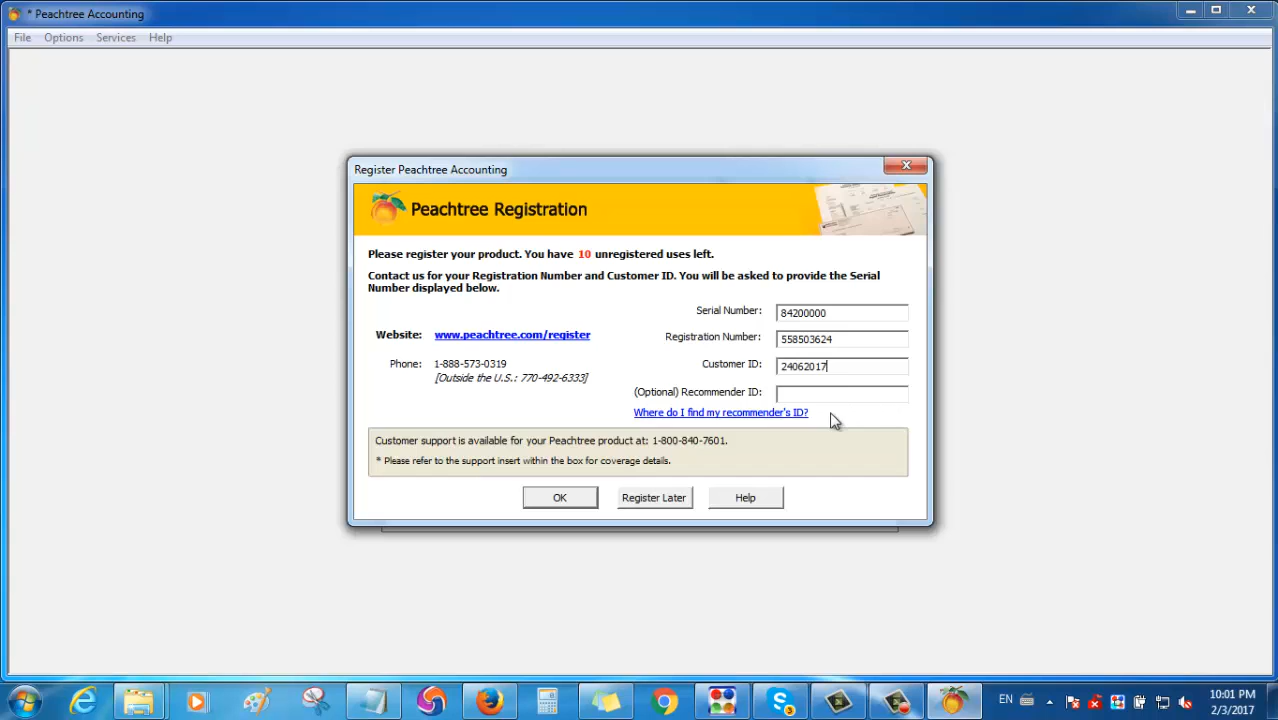 * Peachtree Accounting
File Options Services Help
Register Peachtree Accounting
Peachtree Registration
Please register your product. You have 10 unregistered uses left.
Contact us for your Registration Number and Customer ID. You will be asked to provide the Serial
Number displayed below.
Serial Number: 84200000
Website: www.peachtree.com/register
Registration Number: 558503624
Phone: 1-888-573-0319
Customer ID: 24062017
[Outside the U.S.: 770-492-6333]
(Optional) Recommender ID:
Where do I find my recommender's ID?
Customer support is available for your Peachtree product at: 1-800-840-7601.
* Please refer to the support insert within the box for coverage details.
OK Register Later Help
EN
10:01 PM
2/3/2017